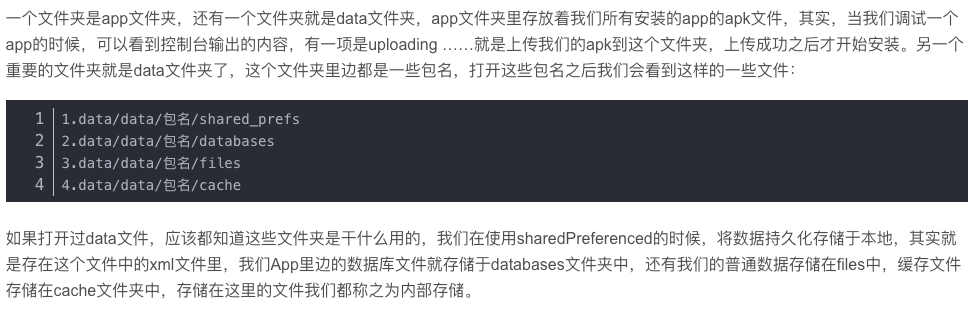 一个文件夹是app文件夹，还有一个文件夹就是data文件夹，app文件夹里存放着我们所有安装的app的apk文件，其实，当我们调试一个
app的时候，可以看到控制台输出的内容，有一项是uploading ……就是上传我们的apk到这个文件夹，上传成功之后才开始安装。另一个
重要的文件夹就是data文件夹了，这个文件夹里边都是一些包名，打开这些包名之后我们会看到这样的一些文件：
1 1.data/data/包名/shared_prefs
2 2.data/data/包名/databases
3 3.data/data/包名/files
4 4.data/data/包名/cache
如果打开过data文件，应该都知道这些文件夹是干什么用的，我们在使用sharedPreferenced的时候，将数据持久化存储于本地，其实就
是存在这个文件中的xml文件里，我们App里边的数据库文件就存储于databases文件夹中，还有我们的普通数据存储在files中，缓存文件
存储在cache文件夹中，存储在这里的文件我们都称之为内部存储。